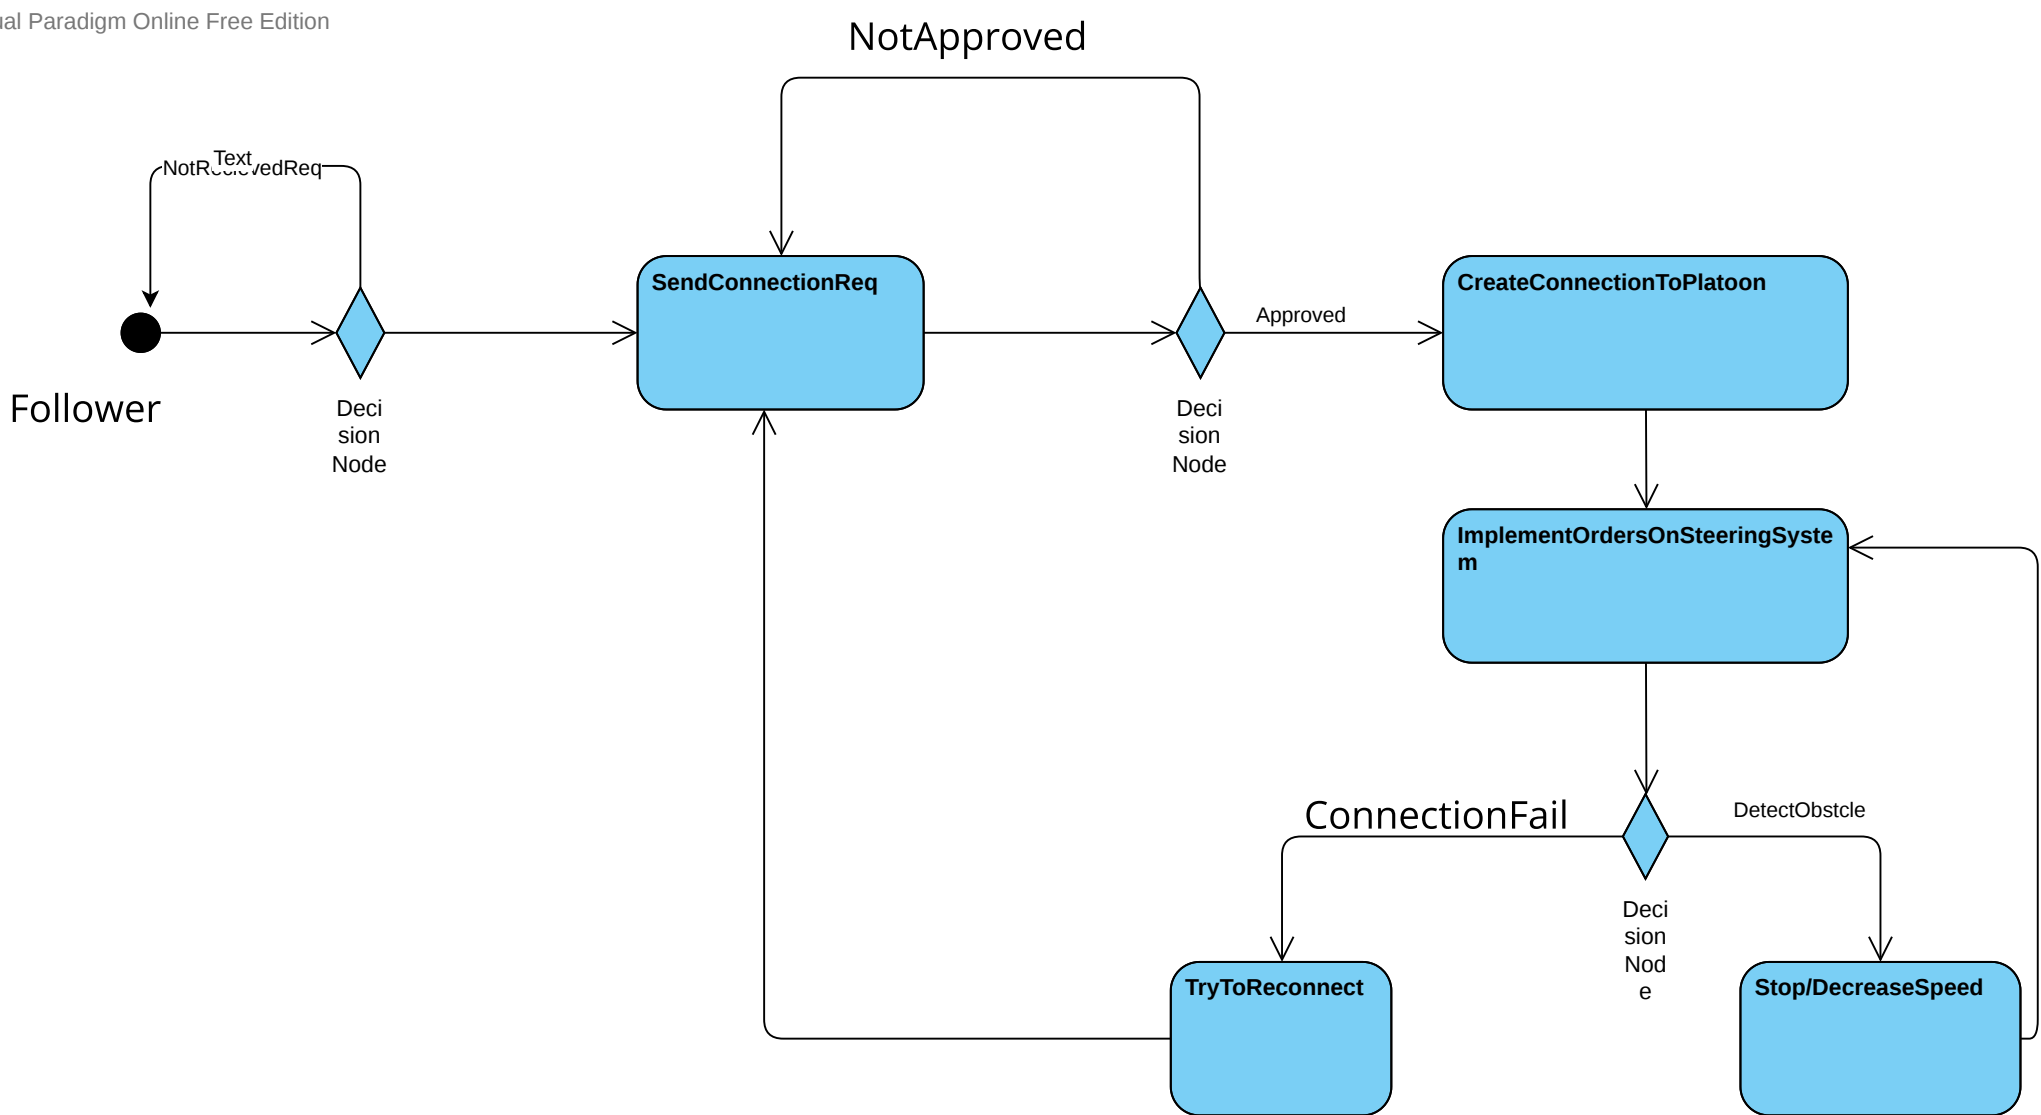 ual Paradigm Online Free Edition
NotApproved
Text
SendConnectionReq
CreateConnectionToPlatoon
Approved
Follower
Deci
sion
Node
Deci
sion
Node
ImplementOrdersOnSteeringSyste
m
ConnectionFail
DetectObstcle
Deci
sion
Nod
e
TryToReconnect
Stop/DecreaseSpeed